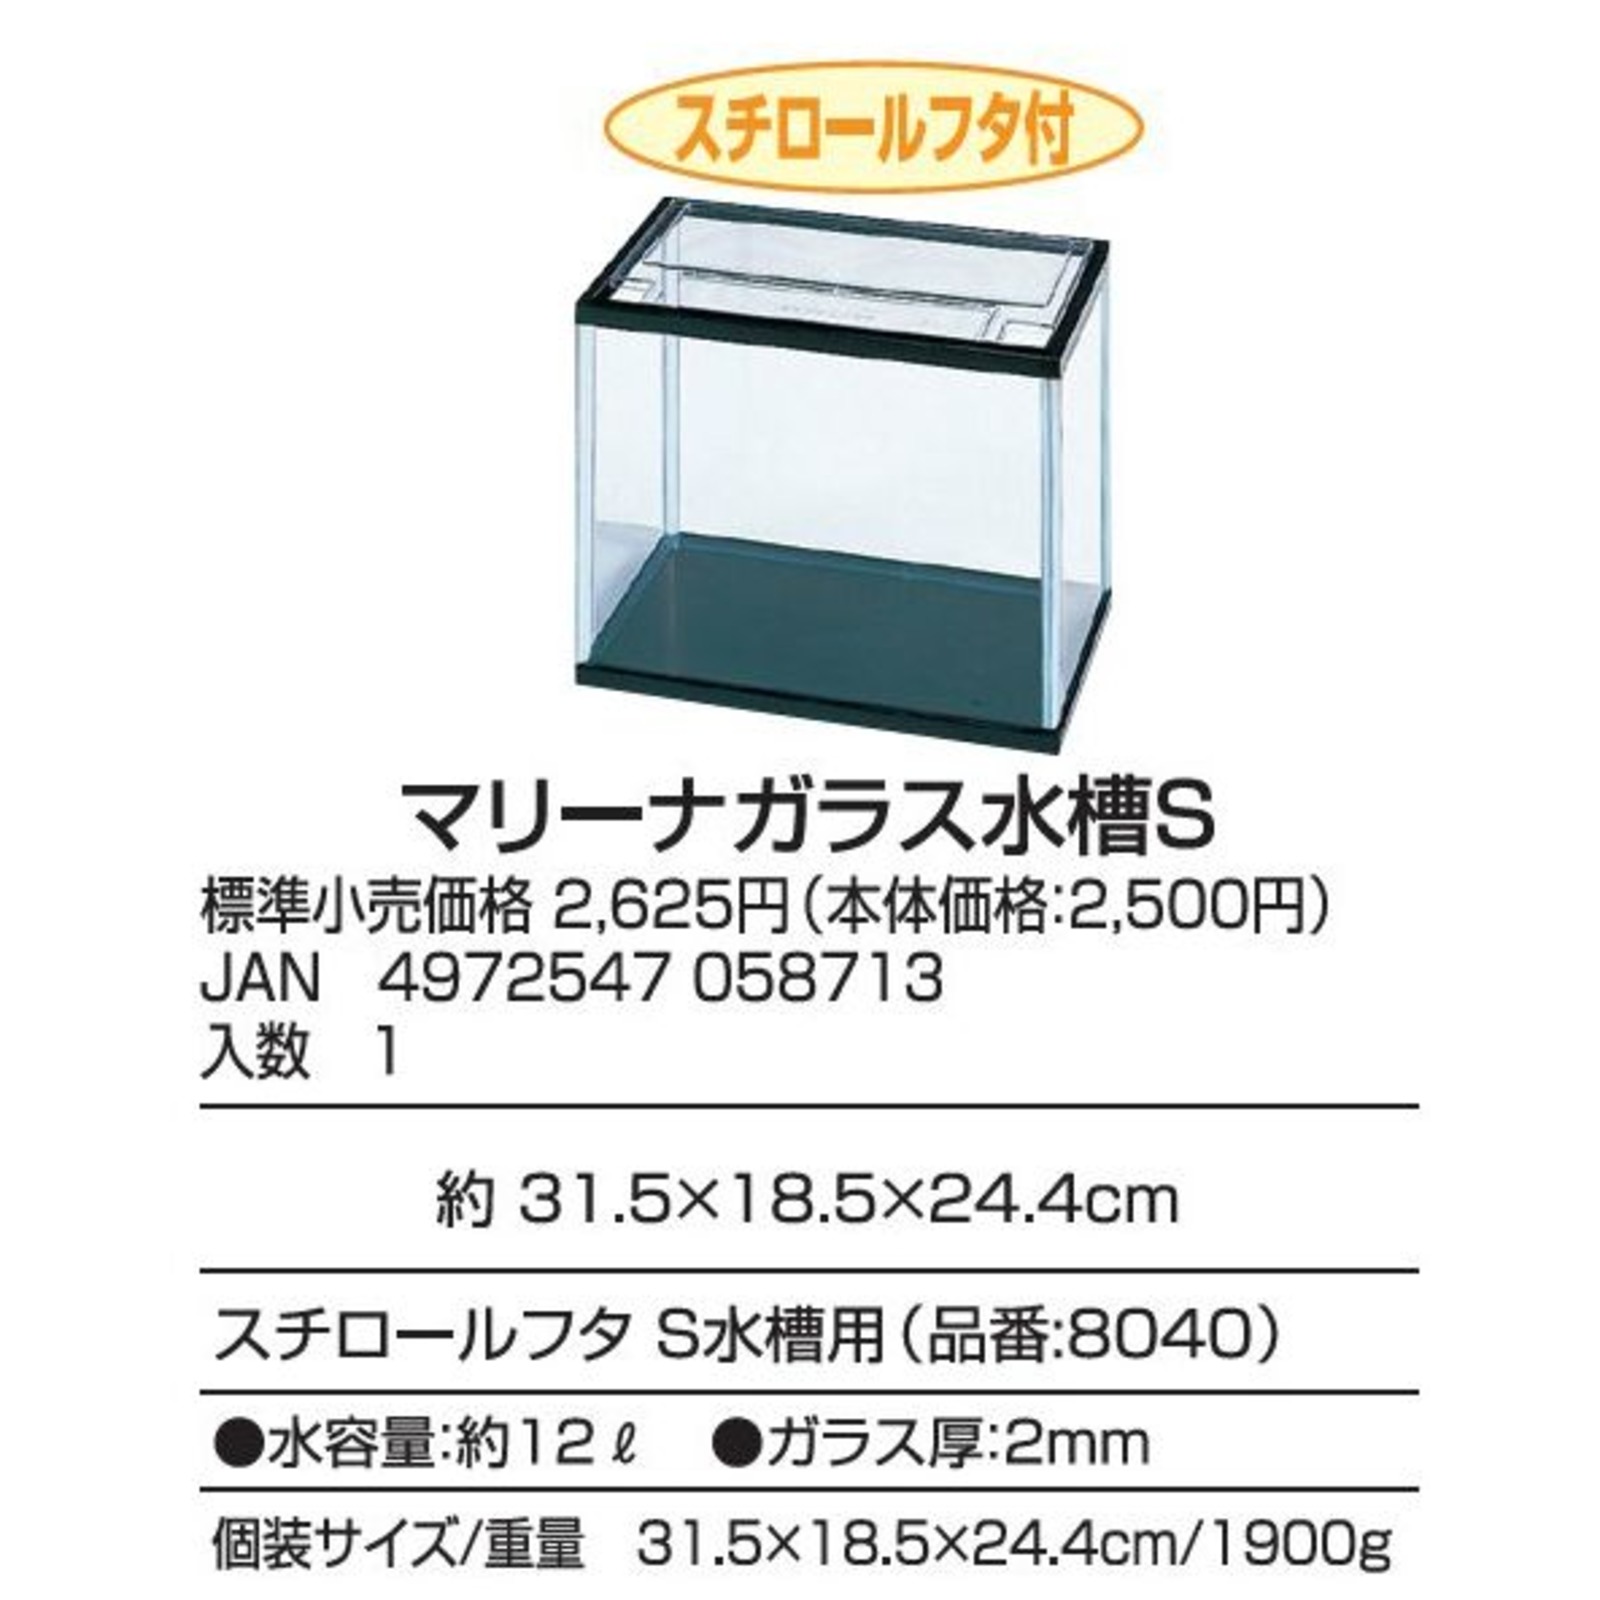 スチロールフタ付
マリーナガラス水槽S
標準小売価格 2,625円(本体価格:2,500円)
JAN 4972547 058713
入数 1
約 31.5×18.5×24.4cm
スチロールフタ S水槽用(品番:8040)
●水容量:約12ℓ ●ガラス厚:2mm
個装サイズ/重量 31.5×18.5×24.4cm/1900g